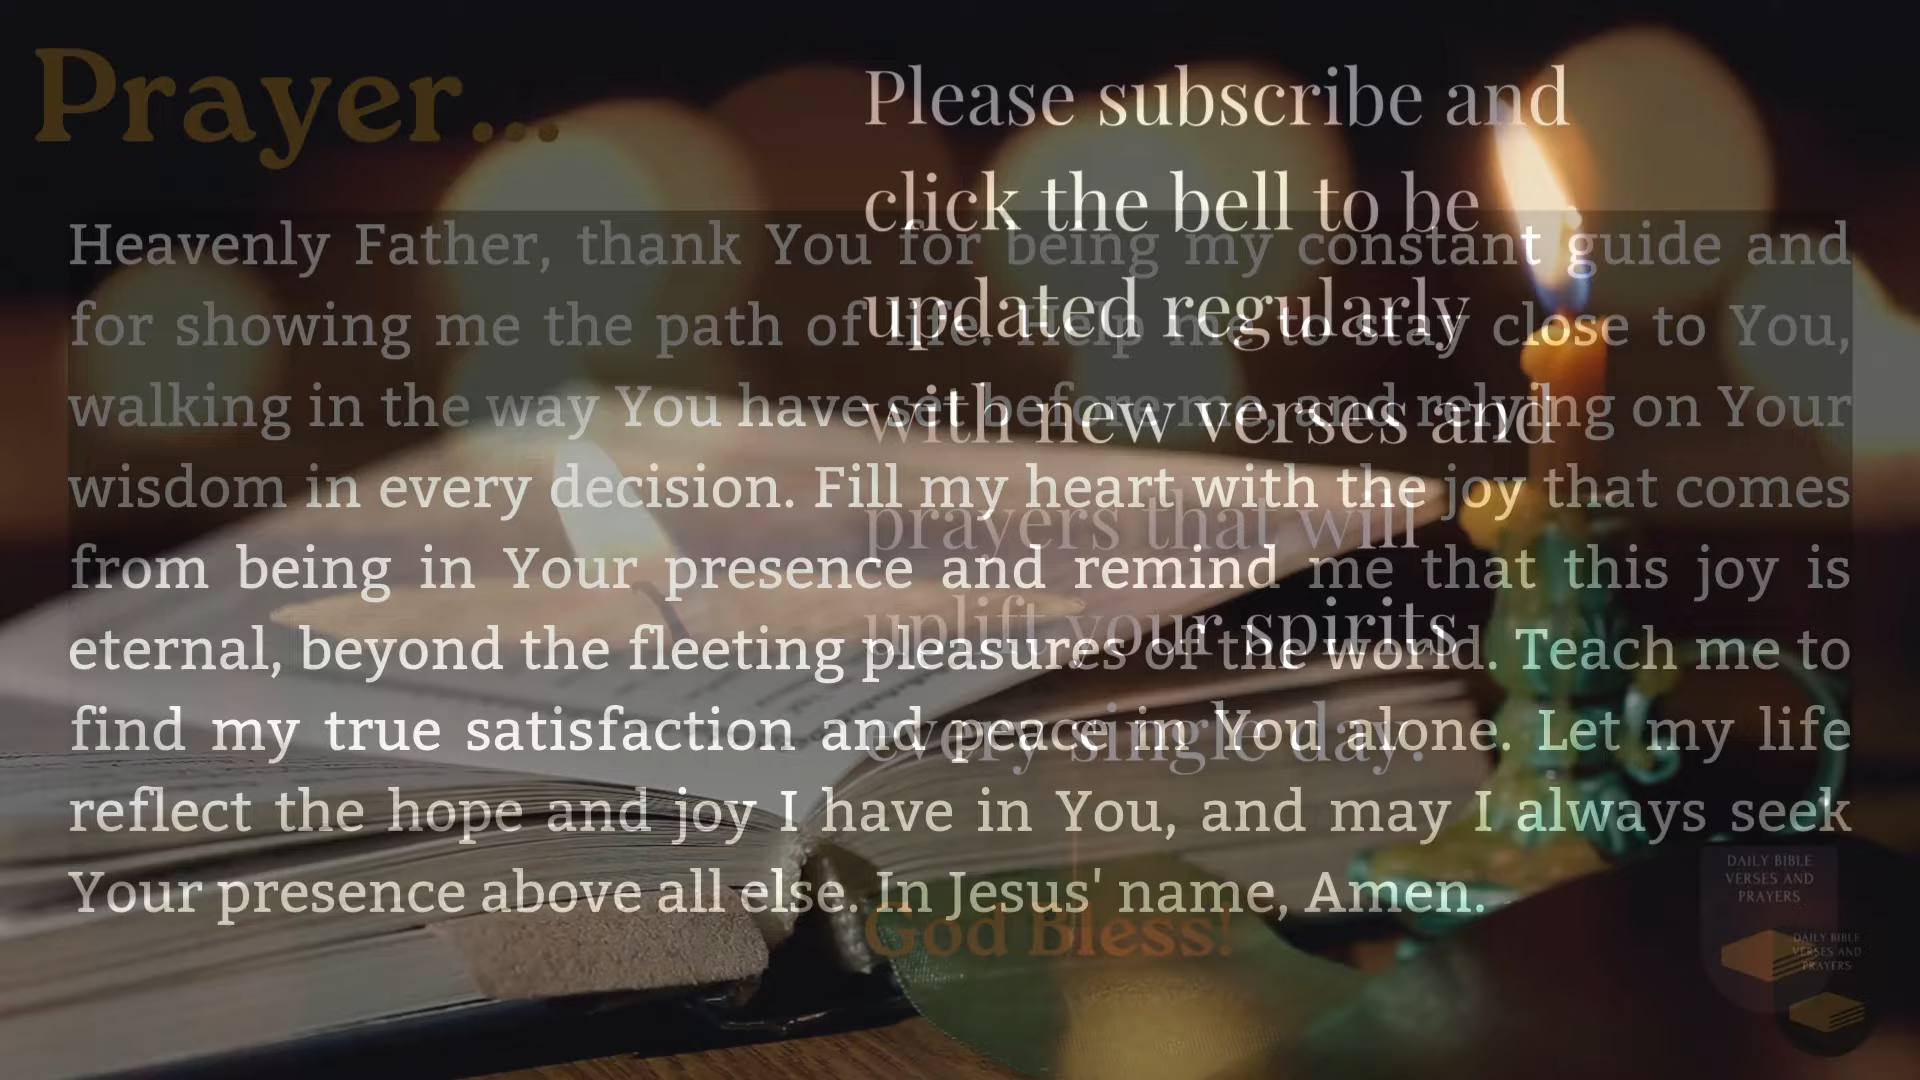 Prayer...
Heavenly Father, thank You for being my constant guide and
for showing me the path of life. Help me to stay close to You,
walking in the way You have set before me, and relying on Your
wisdom in every decision. Fill my heart with the joy that comes
from being in Your presence and remind me that this joy is
eternal, beyond the fleeting pleasures of the world. Teach me to
find my true satisfaction and peace in You alone. Let my life
reflect the hope and joy I have in You, and may I always seek
Your presence above all else. In Jesus' name, Amen.
Please subscribe and
click the bell to be
updated regularly
with new verses and
prayers that will
uplift your spirits
every single day.
God Bless!
DAILY BIBLE
VERSES AND
PRAYERS
DAILY BIBLE
VERSES AND
PRAYERS